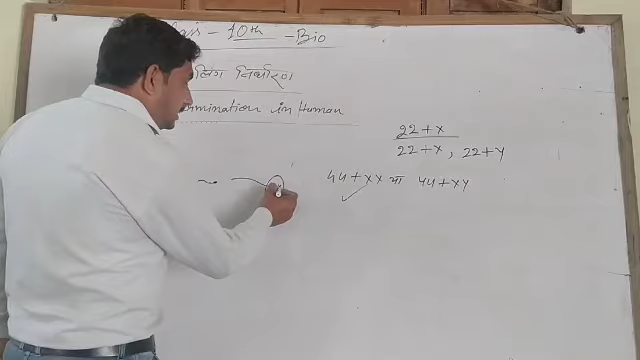 - 10th - Bio
लिंग निर्धारण
rmination in Human
22 + X
22 + X, 22 + Y
44 + XX या 44 + XY